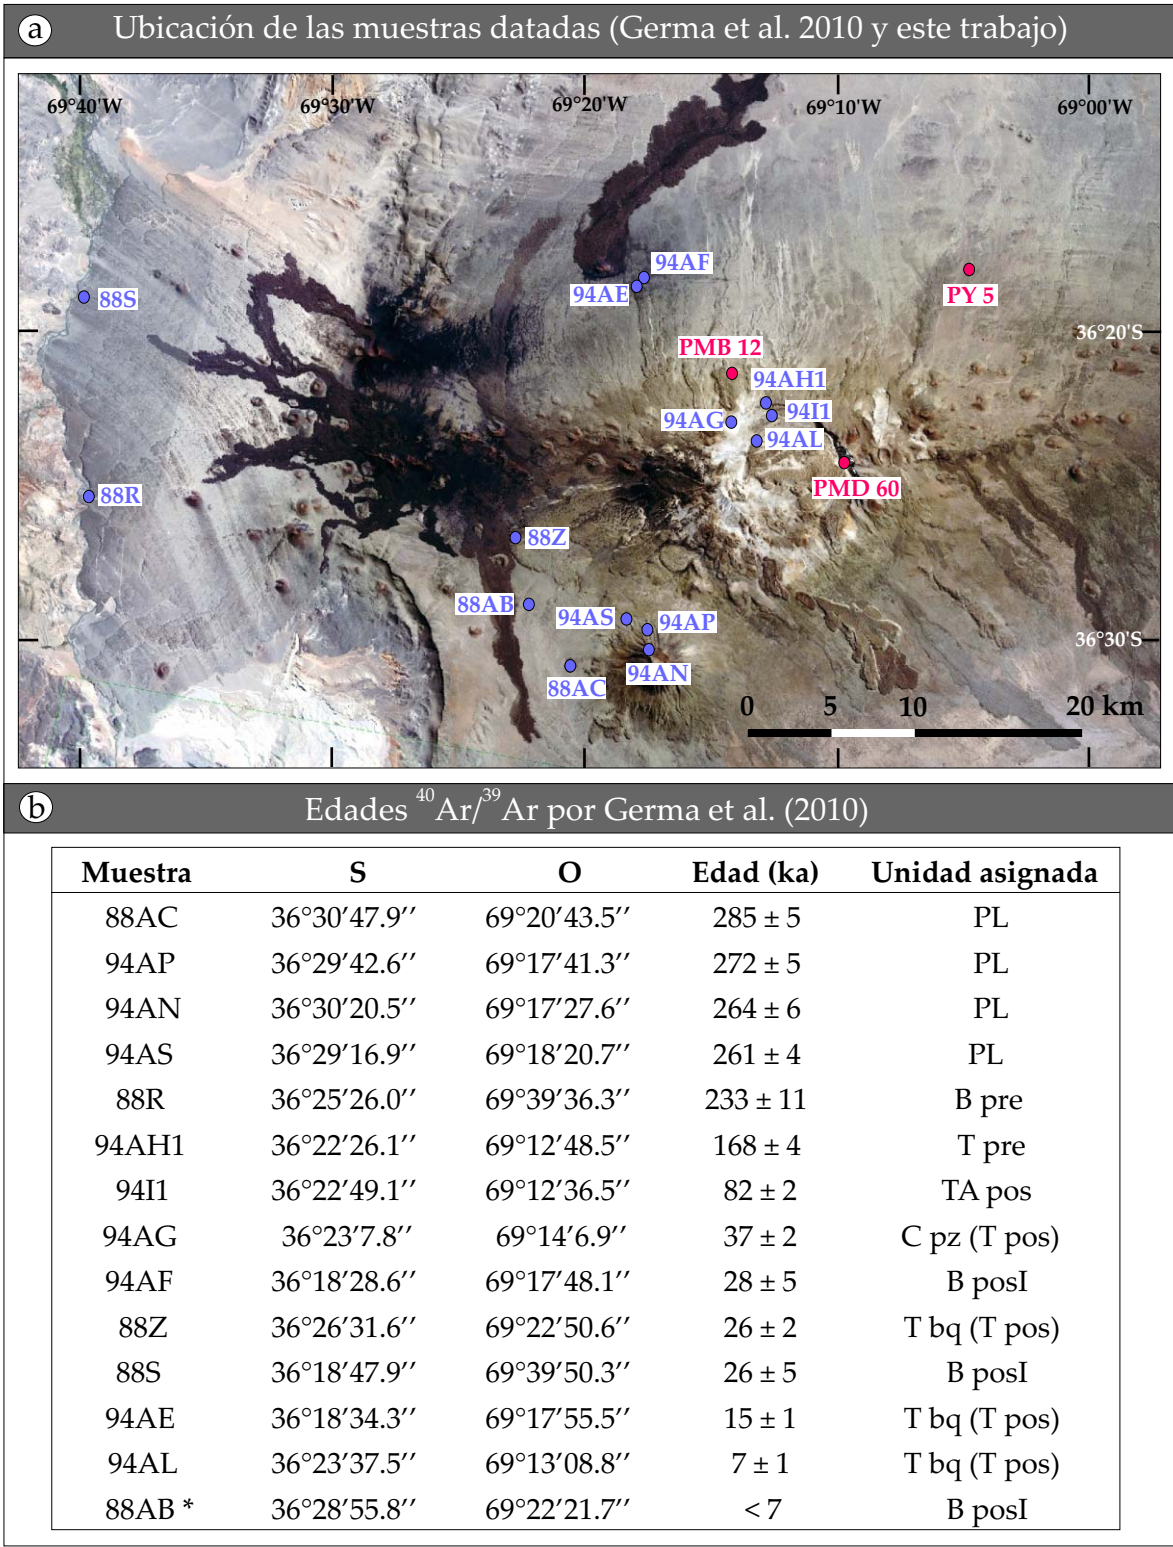 a Ubicación de las muestras datadas (Germa et al. 2010 y este trabajo)
69°40'W 69°30'W 69°20'W 69°10'W 69°00'W
94AF
94AE
88S
PY 5
36°20'S
PMB 12
94AH1
94I1
94AG
94AL
PMD 60
88R
88Z
88AB
94AS
94AP
36°30'S
94AN
88AC
0 5 10 20 km
b Edades ⁴⁰Ar/³⁹Ar por Germa et al. (2010)
Muestra S O Edad (ka) Unidad asignada
88AC 36°30’47.9’’ 69°20’43.5’’ 285 ± 5 PL
94AP 36°29’42.6’’ 69°17’41.3’’ 272 ± 5 PL
94AN 36°30’20.5’’ 69°17’27.6’’ 264 ± 6 PL
94AS 36°29’16.9’’ 69°18’20.7’’ 261 ± 4 PL
88R 36°25’26.0’’ 69°39’36.3’’ 233 ± 11 B pre
94AH1 36°22’26.1’’ 69°12’48.5’’ 168 ± 4 T pre
94I1 36°22’49.1’’ 69°12’36.5’’ 82 ± 2 TA pos
94AG 36°23’7.8’’ 69°14’6.9’’ 37 ± 2 C pz (T pos)
94AF 36°18’28.6’’ 69°17’48.1’’ 28 ± 5 B posI
88Z 36°26’31.6’’ 69°22’50.6’’ 26 ± 2 T bq (T pos)
88S 36°18’47.9’’ 69°39’50.3’’ 26 ± 5 B posI
94AE 36°18’34.3’’ 69°17’55.5’’ 15 ± 1 T bq (T pos)
94AL 36°23’37.5’’ 69°13’08.8’’ 7 ± 1 T bq (T pos)
88AB * 36°28’55.8’’ 69°22’21.7’’ < 7 B posI